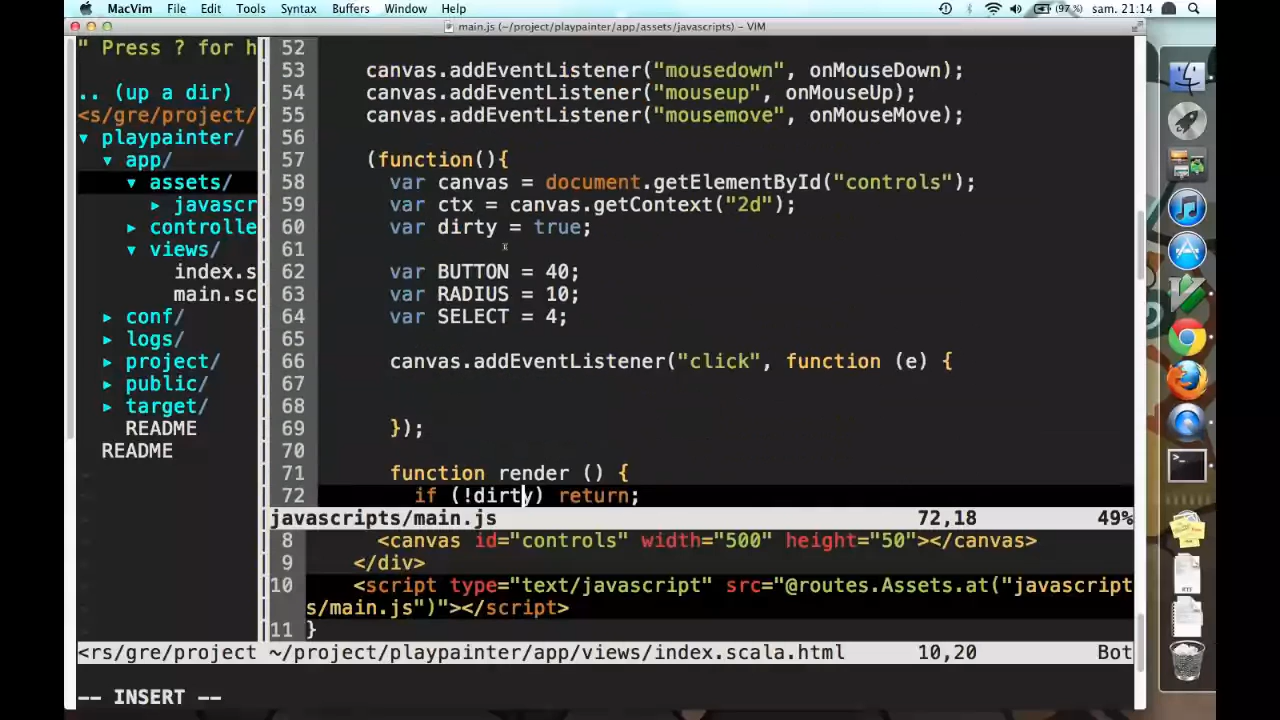 MacVim File Edit Tools Syntax Buffers Window Help (97 %) sam. 21:14
main.js (~/project/playpainter/app/assets/javascripts) – VIM
" Press ? for h
.. (up a dir)
<s/gre/project/
▼ playpainter/
▼ app/
▼ assets/
▸ javascr
▸ controlle
▼ views/
index.s
main.sc
▸ conf/
▸ logs/
▸ project/
▸ public/
▸ target/
README
README
52
53 canvas.addEventListener("mousedown", onMouseDown);
54 canvas.addEventListener("mouseup", onMouseUp);
55 canvas.addEventListener("mousemove", onMouseMove);
56
57 (function(){
58 var canvas = document.getElementById("controls");
59 var ctx = canvas.getContext("2d");
60 var dirty = true;
61
62 var BUTTON = 40;
63 var RADIUS = 10;
64 var SELECT = 4;
65
66 canvas.addEventListener("click", function (e) {
67
68
69 });
70
71 function render () {
72 if (!dirty) return;
javascripts/main.js 72,18 49%
8 <canvas id="controls" width="500" height="50"></canvas>
9 </div>
10 <script type="text/javascript" src="@routes.Assets.at("javascript
s/main.js")"></script>
11 }
<rs/gre/project ~/project/playpainter/app/views/index.scala.html 10,20 Bot
-- INSERT --